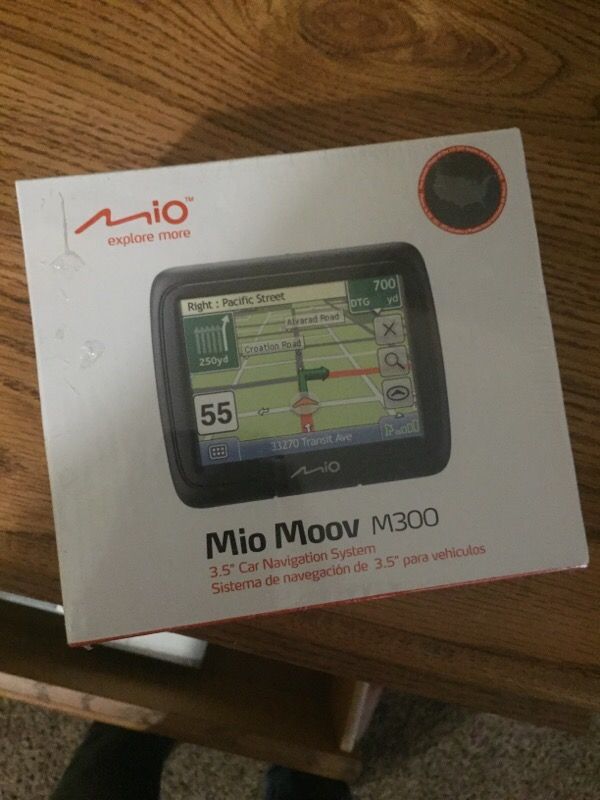 Mio™
explore more
Right : Pacific Street
700
DTG yd
Alvarad Road
Croation Road
250yd
55
33270 Transit Ave
Mio
Mio Moov M300
3.5" Car Navigation System
Sistema de navegación de 3.5" para vehiculos